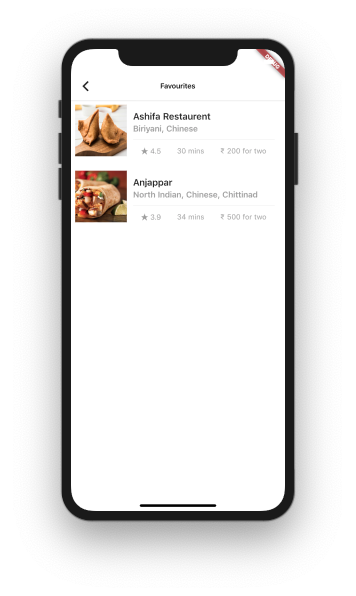 Favourites
Ashifa Restaurent
Biriyani, Chinese
★ 4.5 30 mins ₹ 200 for two
Anjappar
North Indian, Chinese, Chittinad
★ 3.9 34 mins ₹ 500 for two